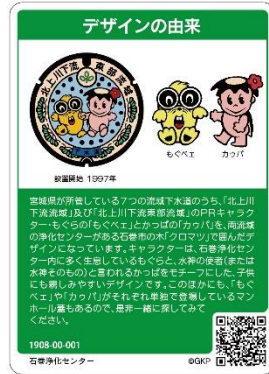 デザインの由来
北上川下流東部流域
もぐペェ
カッパ
設置開始 1997年
宮城県が所管している7つの流域下水道のうち、「北上川
下流流域」及び「北上川下流東部流域」のPRキャラク
ター・もぐらの「もぐペェ」とかっぱの「カッパ」を、両流域
の浄化センターがある石巻市の木「クロマツ」で囲んだデ
ザインになっています。キャラクターは、石巻浄化セン
ター内に多く生息しているもぐらと、水神の使者(または
水神そのもの)と言われるかっぱをモチーフにした、子供
にも親しみやすいデザインです。このほかにも、「もぐ
ペェ」や「カッパ」がそれぞれ単独で登場しているマン
ホール蓋もあるので、是非一緒に探してみて
ください。
1908-00-001
石巻浄化センター
©GKP